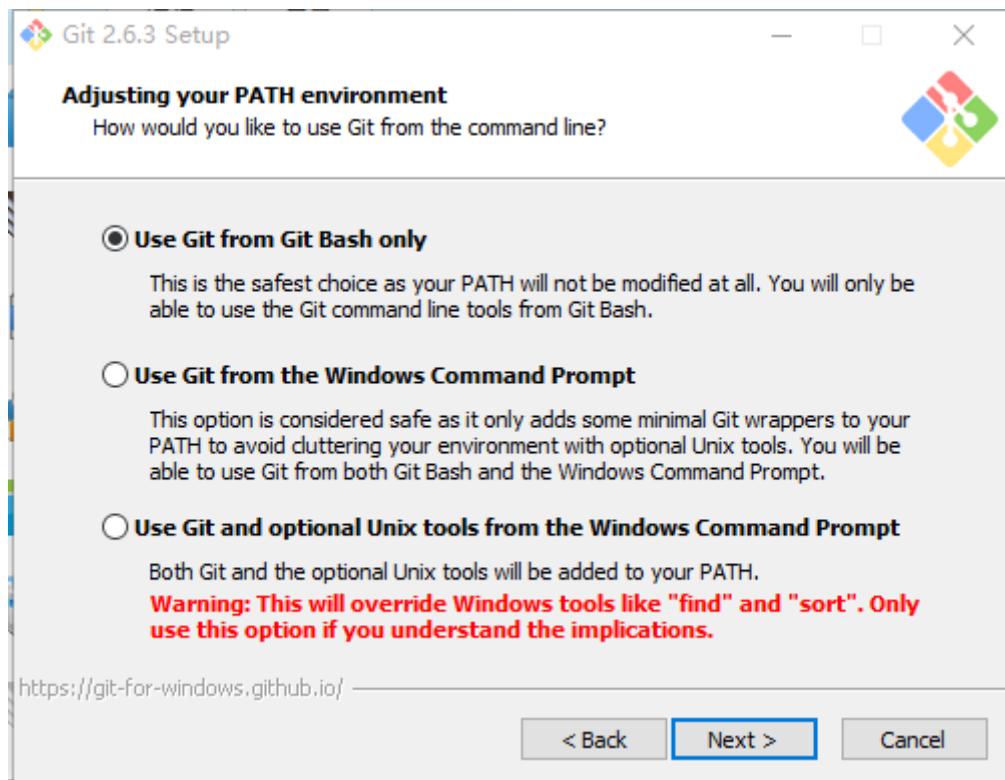 Git 2.6.3 Setup
Adjusting your PATH environment
How would you like to use Git from the command line?
Use Git from Git Bash only
This is the safest choice as your PATH will not be modified at all. You will only be
able to use the Git command line tools from Git Bash.
Use Git from the Windows Command Prompt
This option is considered safe as it only adds some minimal Git wrappers to your
PATH to avoid cluttering your environment with optional Unix tools. You will be
able to use Git from both Git Bash and the Windows Command Prompt.
Use Git and optional Unix tools from the Windows Command Prompt
Both Git and the optional Unix tools will be added to your PATH.
Warning: This will override Windows tools like "find" and "sort". Only
use this option if you understand the implications.
https://git-for-windows.github.io/
< Back Next > Cancel